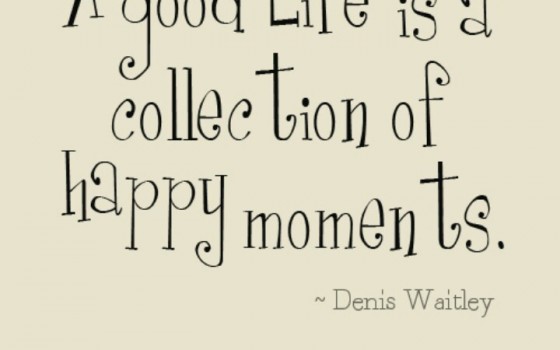 A good Life is a
collection of
happy moments.
~ Denis Waitley